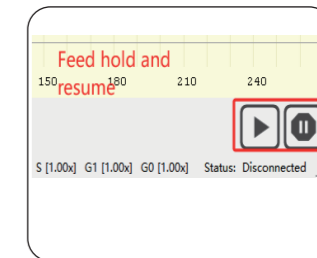 Feed hold and
resume
150 180 210 240
S [1.00x] G1 [1.00x] G0 [1.00x] Status: Disconnected